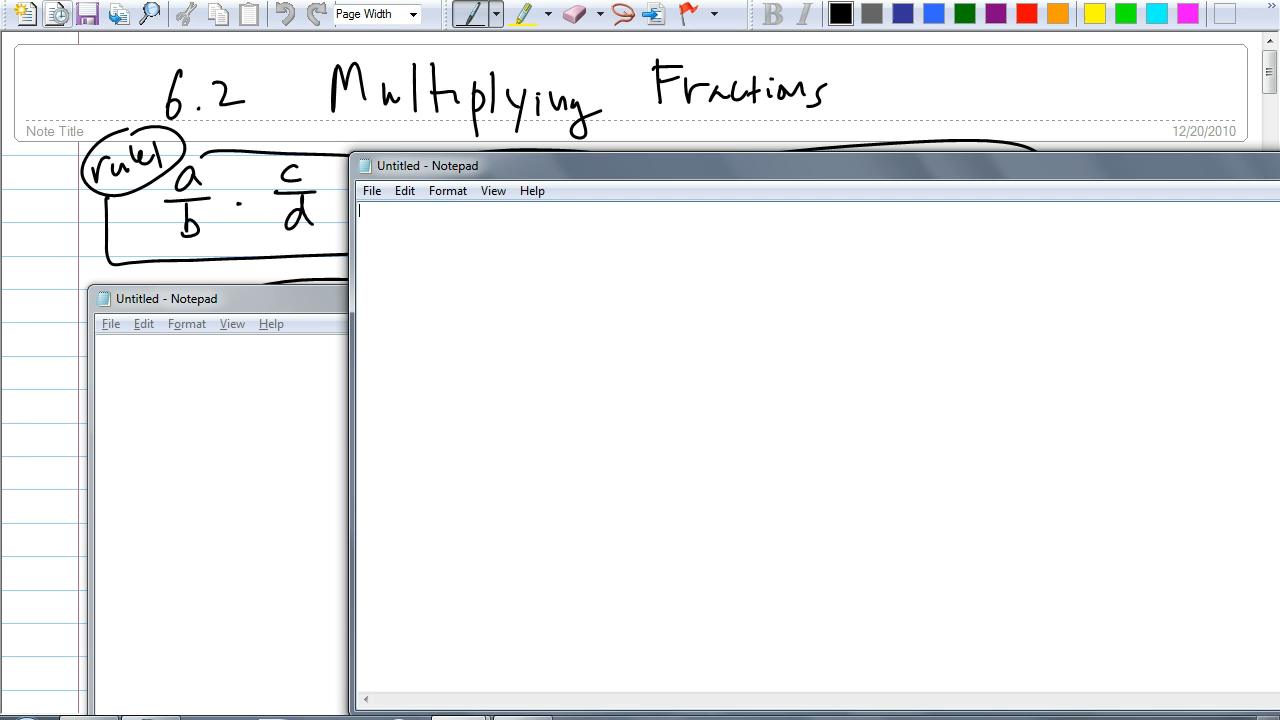 Page Width
B I
6.2 Multiplying Fractions
Note Title
12/20/2010
rule1
a/b · c/d
Untitled - Notepad
File Edit Format View Help
Untitled - Notepad
File Edit Format View Help